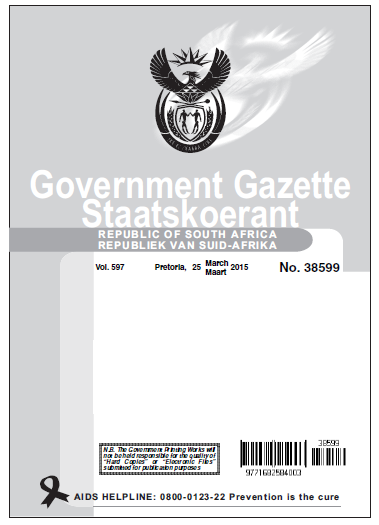 Government Gazette
Staatskoerant
REPUBLIC OF SOUTH AFRICA
REPUBLIEK VAN SUID-AFRIKA
Vol. 597 Pretoria, 25 March 2015 No. 38599
Maart
N.B. The Government Printing Works will
not be held responsible for the quality of
"Hard Copies" or "Electronic Files"
submitted for publication purposes
38599
9771682584003
AIDS HELPLINE: 0800-0123-22 Prevention is the cure